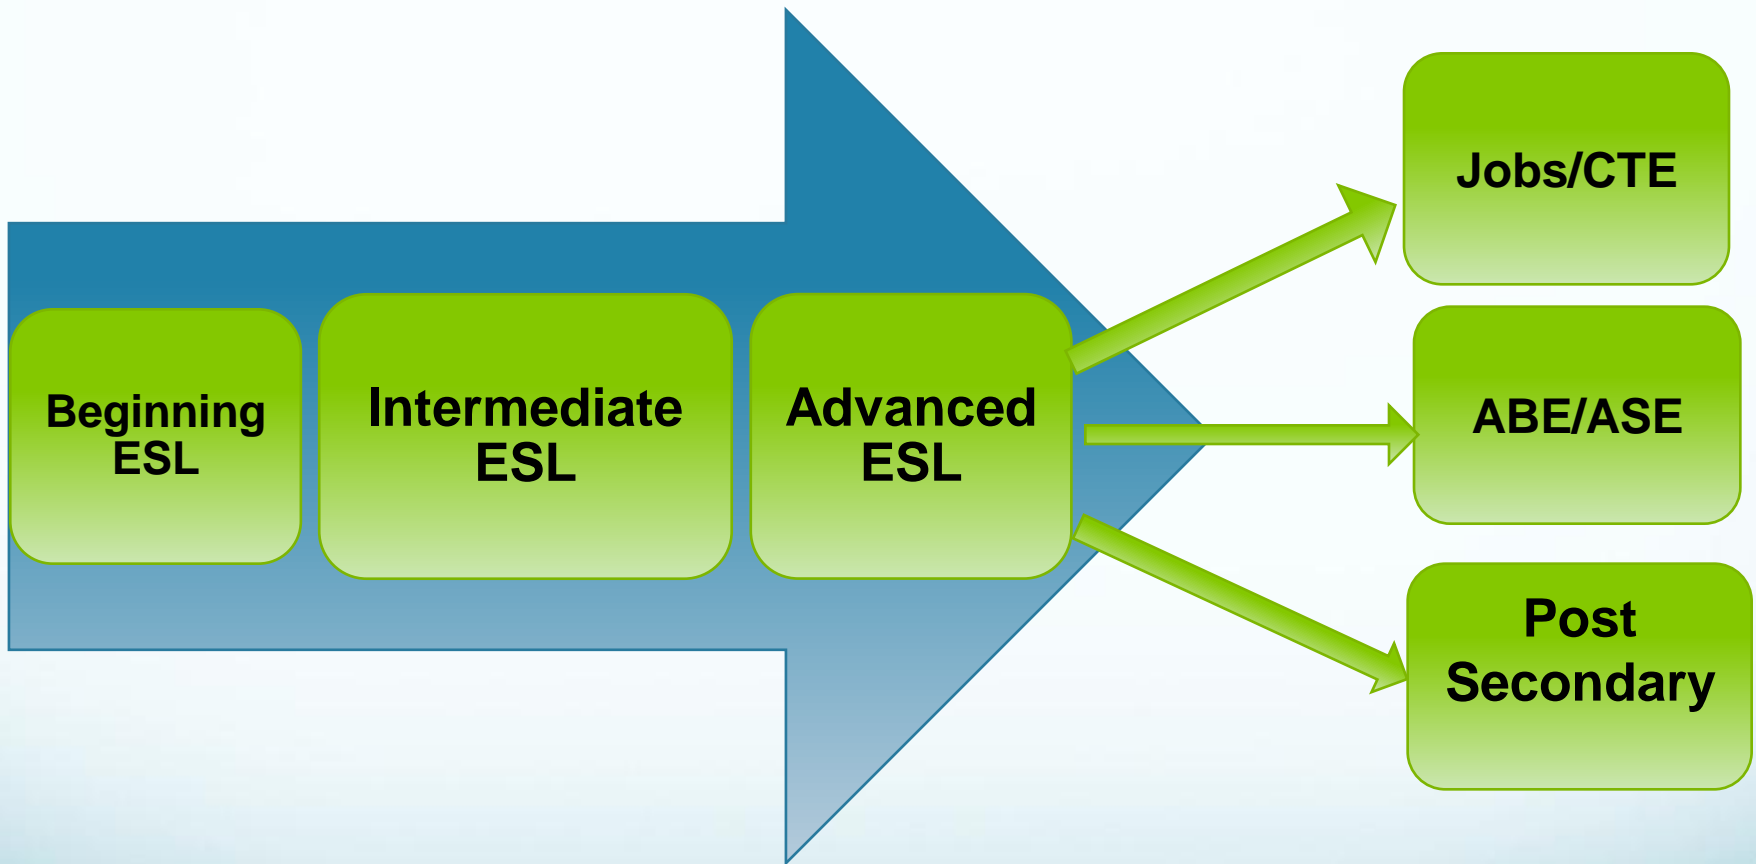 Beginning
ESL
Intermediate
ESL
Advanced
ESL
Jobs/CTE
ABE/ASE
Post
Secondary